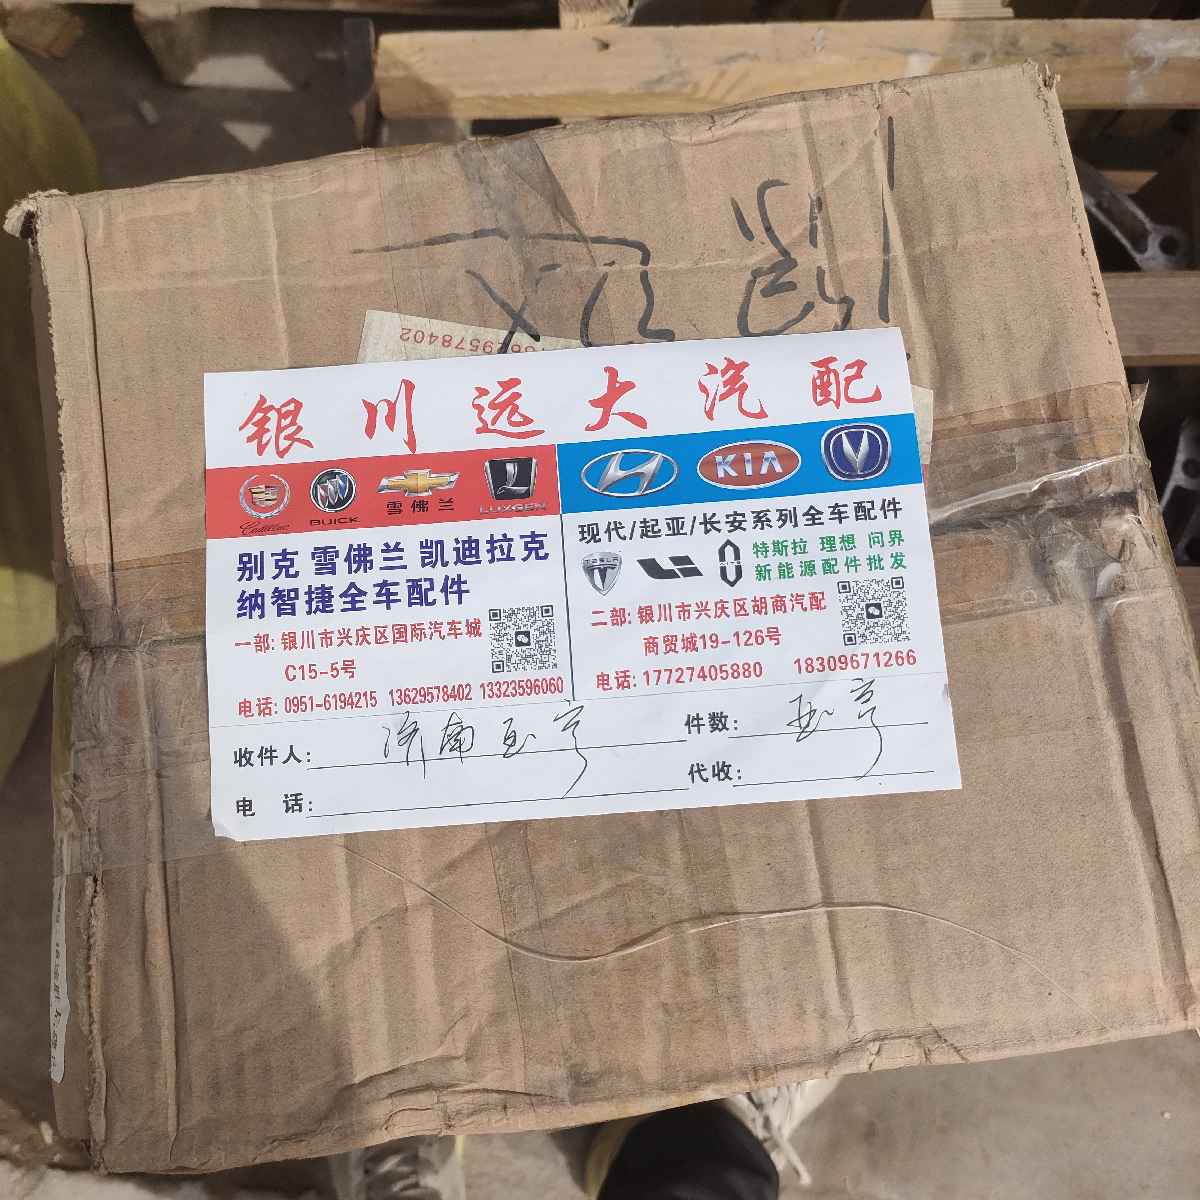 13629578402
银川远大汽配
Cadillac BUICK 雪佛兰 LUXGEN KIA
别克 雪佛兰 凯迪拉克
纳智捷全车配件
一部: 银川市兴庆区国际汽车城
C15-5号
电话: 0951-6194215 13629578402 13323596060
现代/起亚/长安系列全车配件
TESLA 特斯拉 理想 问界
新能源配件批发
二部: 银川市兴庆区胡商汽配
商贸城19-126号
电话: 17727405880 18309671266
收件人: 济南
件数:
电 话:
代收: